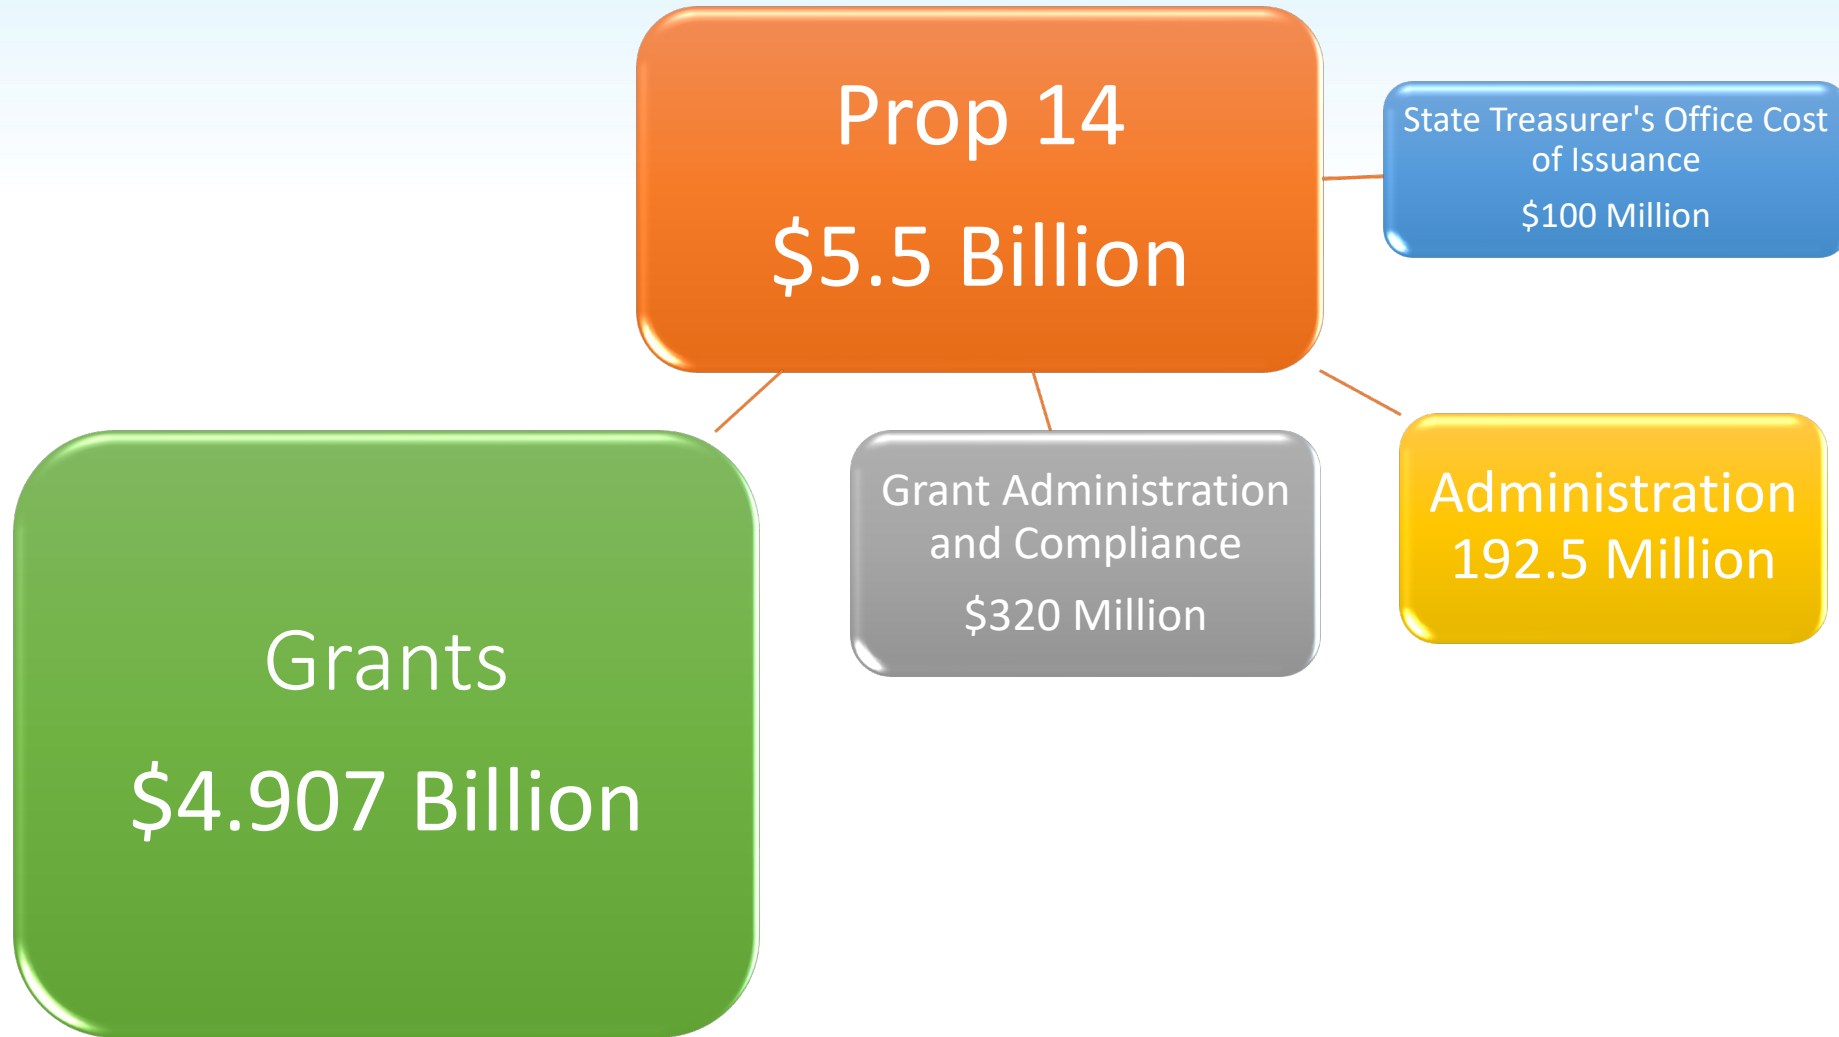 Prop 14
$5.5 Billion
State Treasurer's Office Cost
of Issuance
$100 Million
Grants
$4.907 Billion
Grant Administration
and Compliance
$320 Million
Administration
192.5 Million